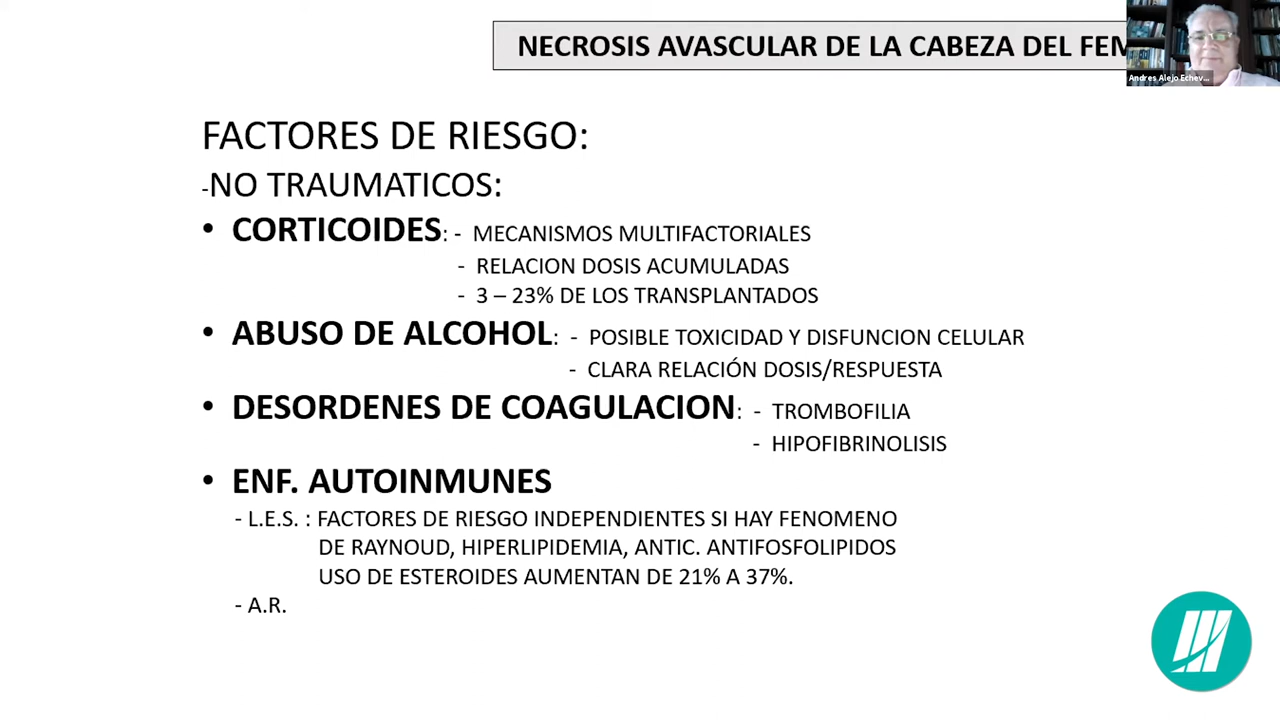 NECROSIS AVASCULAR DE LA CABEZA DEL FEM
Andres Alejo Echev...
FACTORES DE RIESGO:
-NO TRAUMATICOS:
• CORTICOIDES: - MECANISMOS MULTIFACTORIALES
- RELACION DOSIS ACUMULADAS
- 3 – 23% DE LOS TRANSPLANTADOS
• ABUSO DE ALCOHOL: - POSIBLE TOXICIDAD Y DISFUNCION CELULAR
- CLARA RELACIÓN DOSIS/RESPUESTA
• DESORDENES DE COAGULACION: - TROMBOFILIA
- HIPOFIBRINOLISIS
• ENF. AUTOINMUNES
- L.E.S. : FACTORES DE RIESGO INDEPENDIENTES SI HAY FENOMENO
DE RAYNOUD, HIPERLIPIDEMIA, ANTIC. ANTIFOSFOLIPIDOS
USO DE ESTEROIDES AUMENTAN DE 21% A 37%.
- A.R.